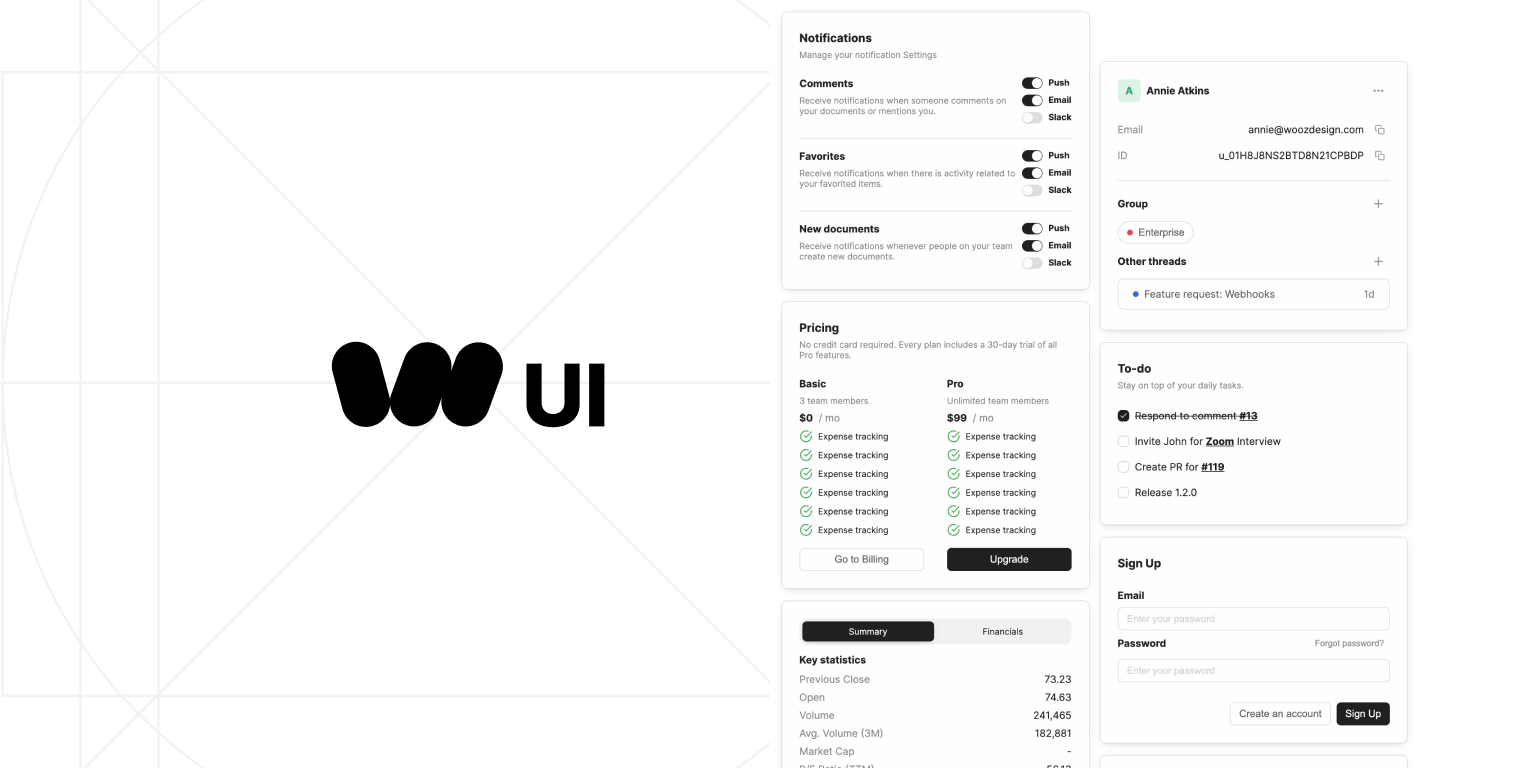 W UI
Notifications
Manage your notification Settings
Comments
Receive notifications when someone comments on
your documents or mentions you.
Push
Email
Slack
Favorites
Receive notifications when there is activity related to
your favorited items.
Push
Email
Slack
New documents
Receive notifications whenever people on your team
create new documents.
Push
Email
Slack
Pricing
No credit card required. Every plan includes a 30-day trial of all
Pro features.
Basic
3 team members
$0 / mo
Expense tracking
Expense tracking
Expense tracking
Expense tracking
Expense tracking
Expense tracking
Go to Billing
Pro
Unlimited team members
$99 / mo
Expense tracking
Expense tracking
Expense tracking
Expense tracking
Expense tracking
Expense tracking
Upgrade
Summary
Financials
Key statistics
Previous Close 73.23
Open 74.63
Volume 241,465
Avg. Volume (3M) 182,881
Market Cap -
A Annie Atkins
Email annie@woozdesign.com
ID u_01H8J8NS2BTD8N21CPBDP
Group
Enterprise
Other threads
Feature request: Webhooks 1d
To-do
Stay on top of your daily tasks.
Respond to comment #13
Invite John for Zoom Interview
Create PR for #119
Release 1.2.0
Sign Up
Email
Enter your password
Password Forgot password?
Enter your password
Create an account
Sign Up